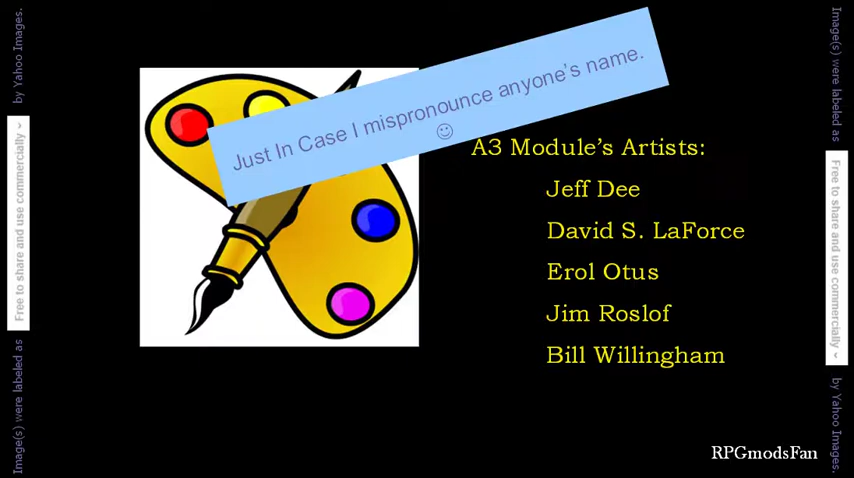 Image(s) were labeled as
Free to share and use commercially
by Yahoo Images.
Just In Case I mispronounce anyone's name.
☺
A3 Module's Artists:
Jeff Dee
David S. LaForce
Erol Otus
Jim Roslof
Bill Willingham
RPGmodsFan
Image(s) were labeled as
Free to share and use commercially
by Yahoo Images.